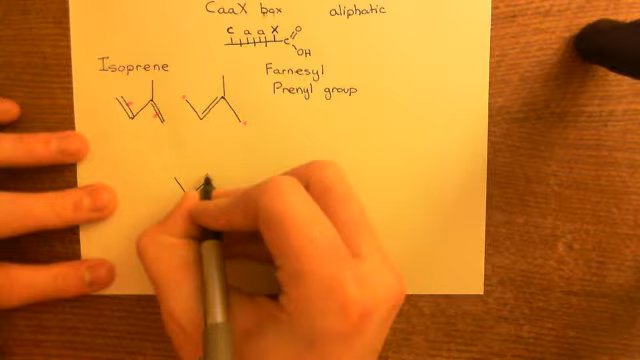 CaaX box aliphatic
C a a X C O
OH
Isoprene Farnesyl
Prenyl group